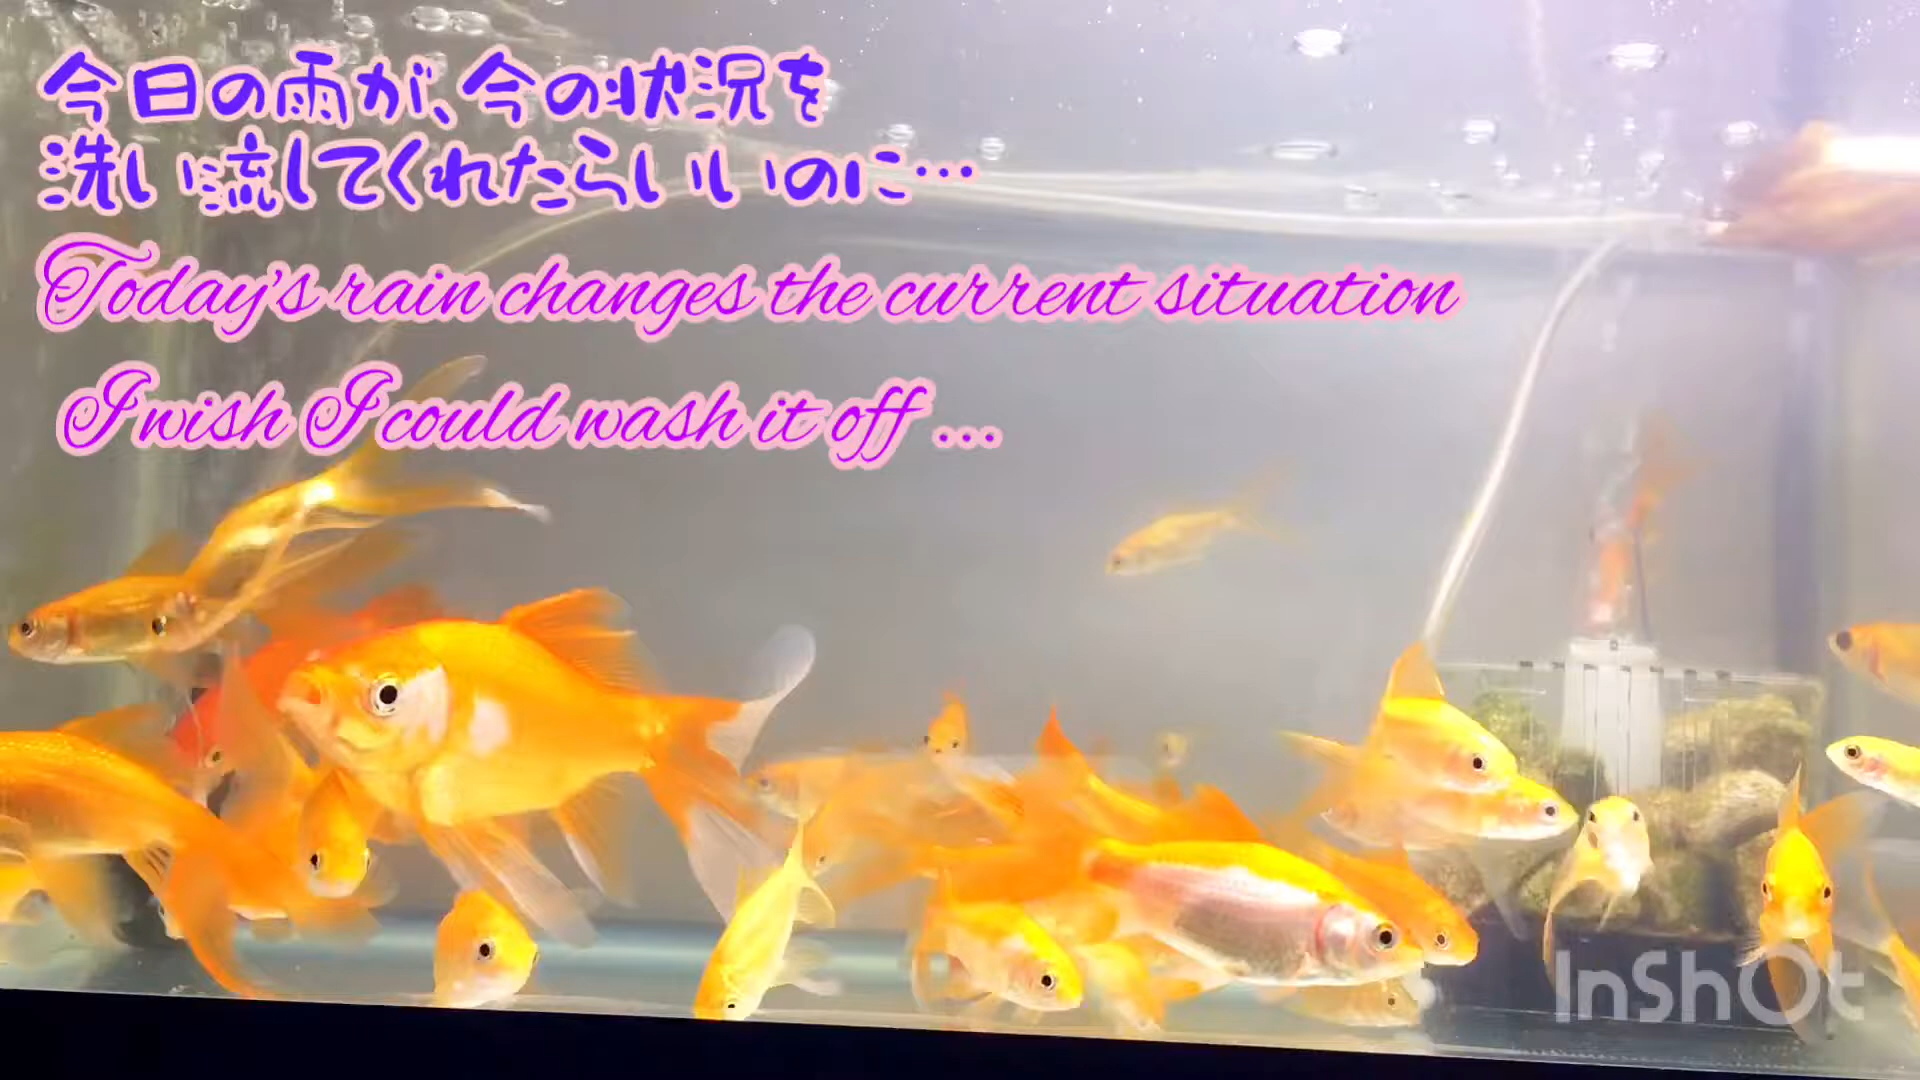 今日の雨が、今の状況を
洗い流してくれたらいいのに…
Today's rain changes the current situation
I wish I could wash it off ...
InShOt